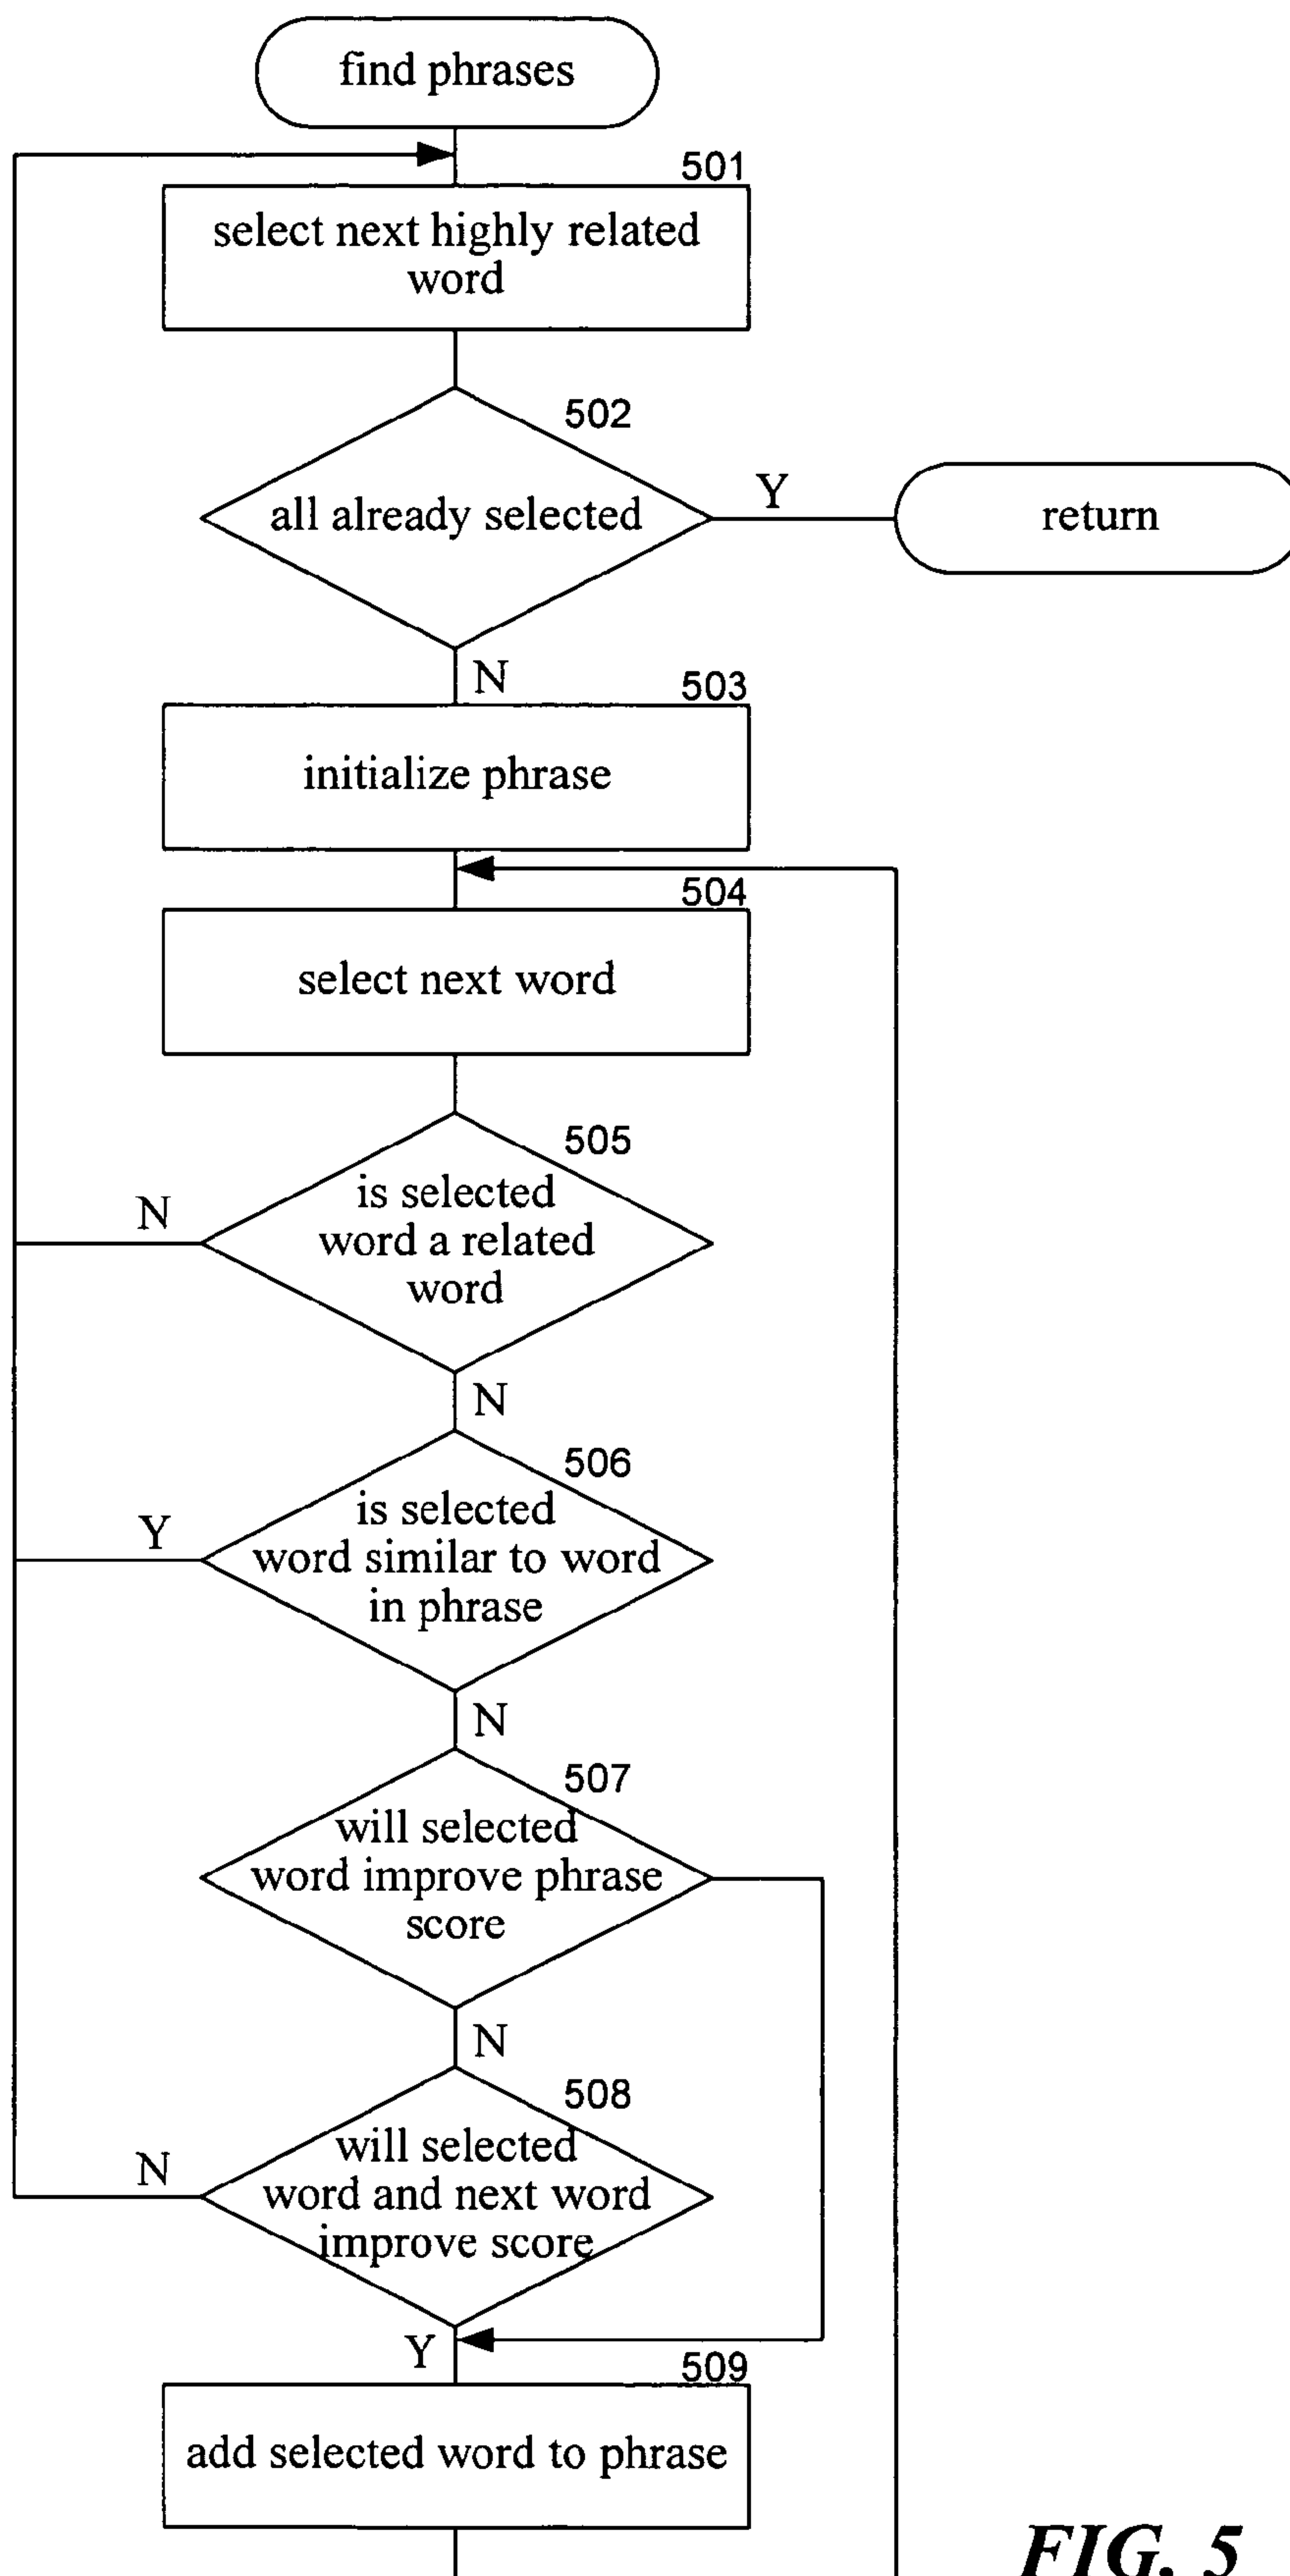 find phrases
501
select next highly related
word
502
all already selected
Y
return
N
503
initialize phrase
504
select next word
505
is selected
word a related
word
N
N
506
is selected
word similar to word
in phrase
Y
N
507
will selected
word improve phrase
score
N
508
will selected
word and next word
improve score
N
Y
509
add selected word to phrase
FIG. 5